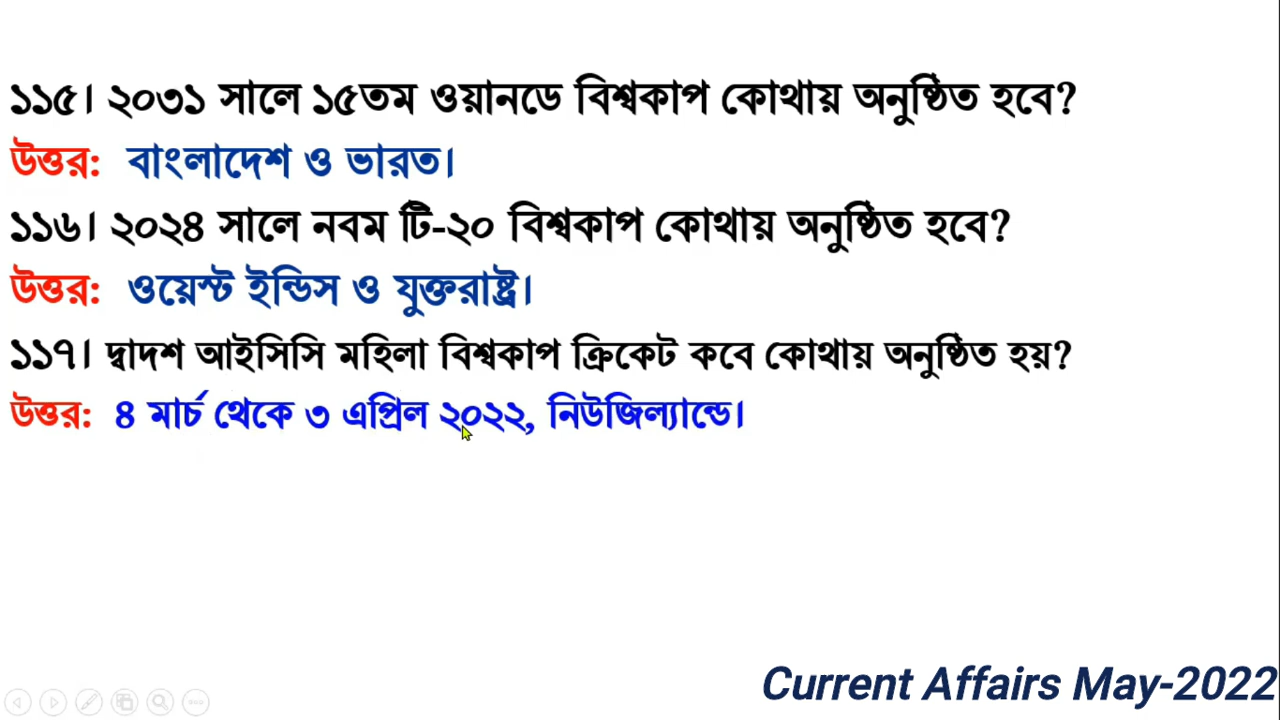 ১১৫। ২০৩১ সালে ১৫তম ওয়ানডে বিশ্বকাপ কোথায় অনুষ্ঠিত হবে?
উত্তর: বাংলাদেশ ও ভারত।
১১৬। ২০২৪ সালে নবম টি-২০ বিশ্বকাপ কোথায় অনুষ্ঠিত হবে?
উত্তর: ওয়েস্ট ইন্ডিস ও যুক্তরাষ্ট্র।
১১৭। দ্বাদশ আইসিসি মহিলা বিশ্বকাপ ক্রিকেট কবে কোথায় অনুষ্ঠিত হয়?
উত্তর: ৪ মার্চ থেকে ৩ এপ্রিল ২০২২, নিউজিল্যান্ডে।
Current Affairs May-2022